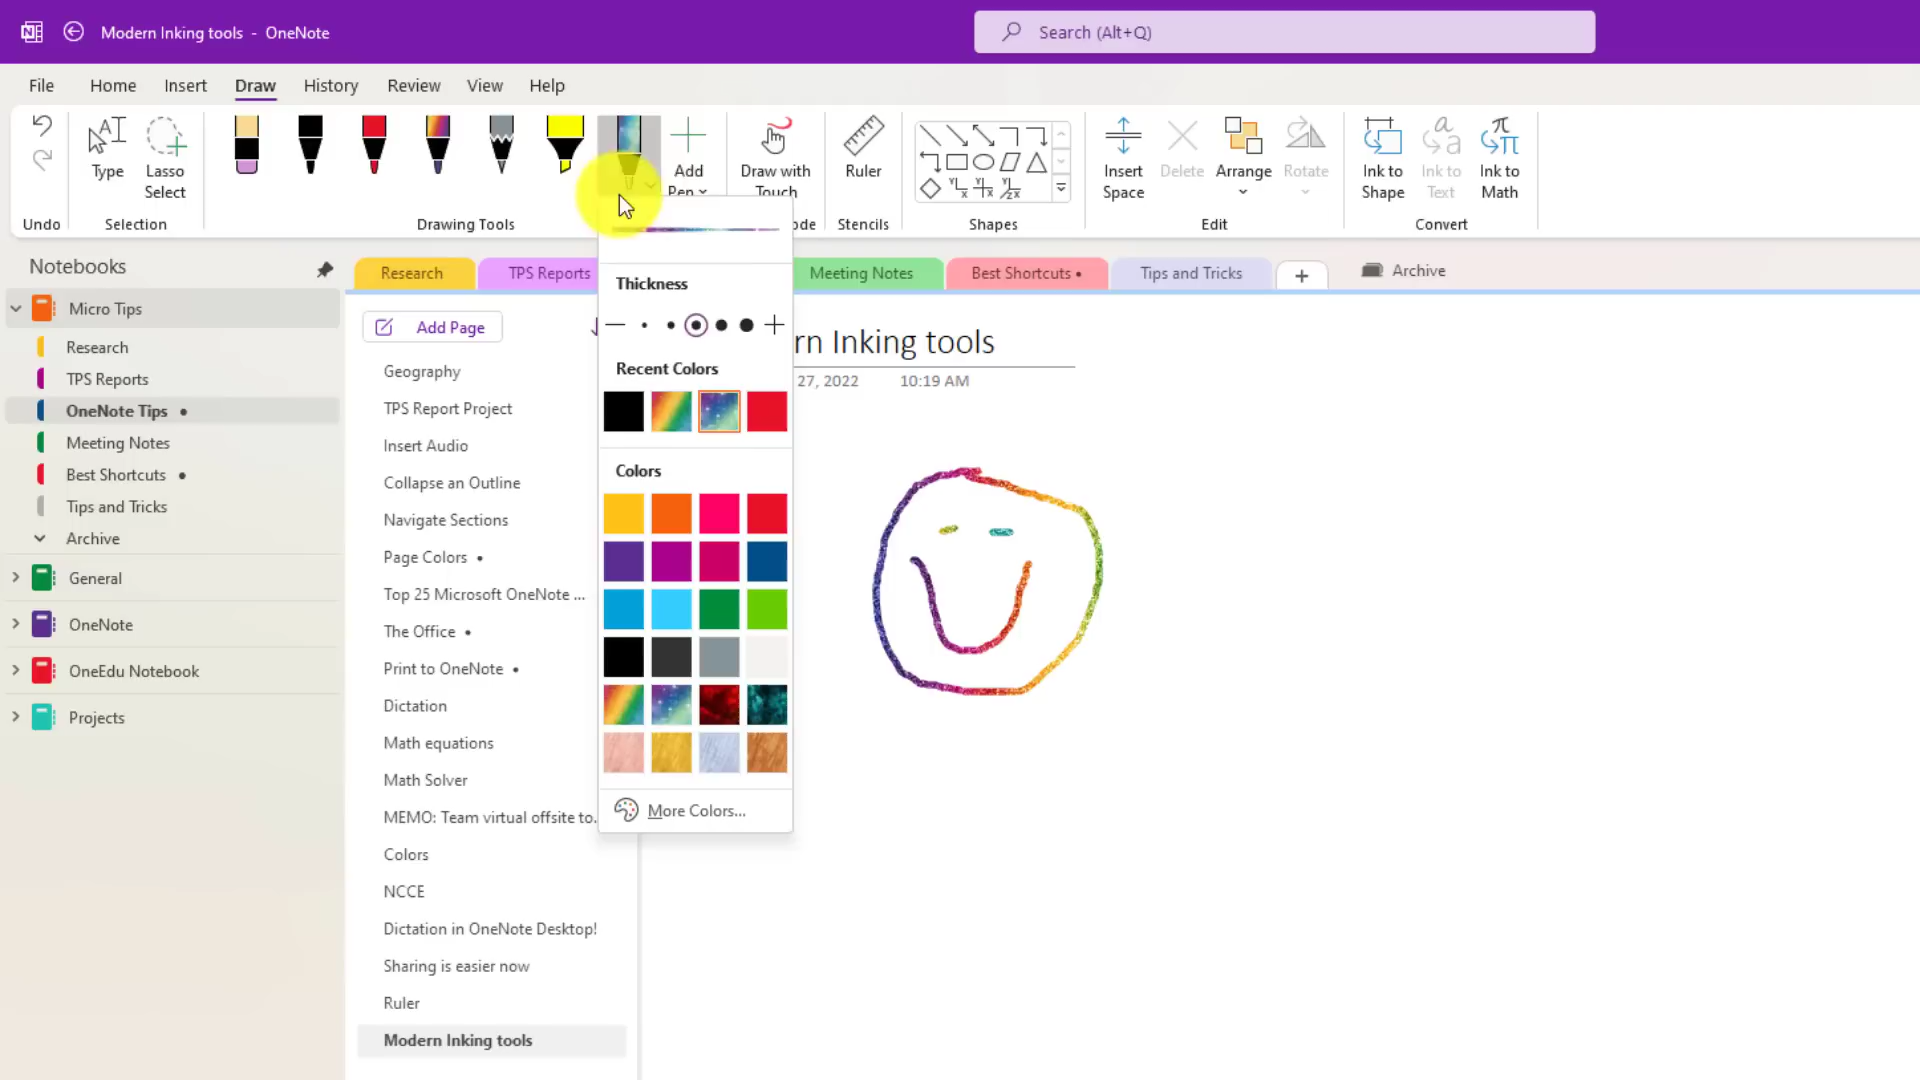 Modern Inking tools - OneNote
Search (Alt+Q)
File Home Insert Draw History Review View Help
Type
Lasso Select
Add Pen
Draw with Touch
Ruler
Insert Space
Delete
Arrange
Rotate
Ink to Shape
Ink to Text
Ink to Math
Undo Selection Drawing Tools ode Stencils Shapes Edit Convert
Notebooks
Micro Tips
Research
TPS Reports
OneNote Tips
Meeting Notes
Best Shortcuts
Tips and Tricks
Archive
General
OneNote
OneEdu Notebook
Projects
Research TPS Reports Meeting Notes Best Shortcuts Tips and Tricks + Archive
Add Page
Geography
TPS Report Project
Insert Audio
Collapse an Outline
Navigate Sections
Page Colors
Top 25 Microsoft OneNote ...
The Office
Print to OneNote
Dictation
Math equations
Math Solver
MEMO: Team virtual offsite to.
Colors
NCCE
Dictation in OneNote Desktop!
Sharing is easier now
Ruler
Modern Inking tools
Thickness
Recent Colors
Colors
More Colors...
rn Inking tools
27, 2022 10:19 AM